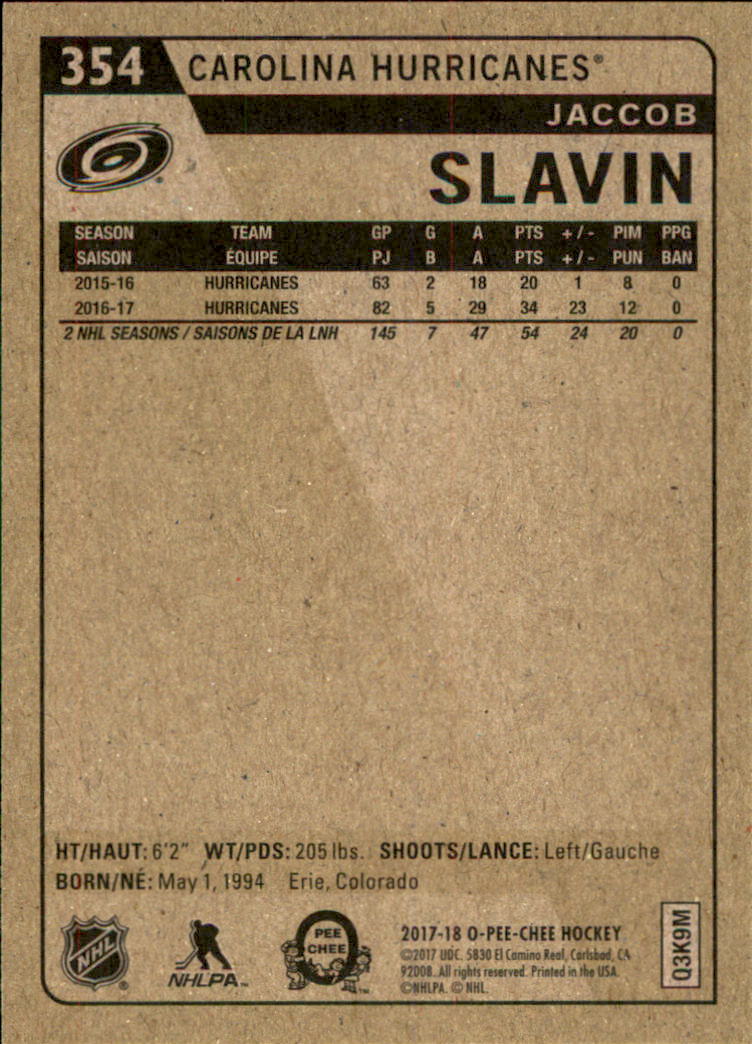 354 CAROLINA HURRICANES®
JACCOB
SLAVIN
SEASON TEAM GP G A PTS +/- PIM PPG
SAISON ÉQUIPE PJ B A PTS +/- PUN BAN
2015-16 HURRICANES 63 2 18 20 1 8 0
2016-17 HURRICANES 82 5 29 34 23 12 0
2 NHL SEASONS / SAISONS DE LA LNH 145 7 47 54 24 20 0
HT/HAUT: 6'2" WT/PDS: 205 lbs. SHOOTS/LANCE: Left/Gauche
BORN/NÉ: May 1, 1994 Erie, Colorado
NHL ®
NHLPA™
O
PEE
CHEE
™
2017-18 O-PEE-CHEE HOCKEY
©2017 UDC. 5830 El Camino Real, Carlsbad, CA
92008. All rights reserved. Printed in the USA.
©NHLPA. © NHL.
Q3K9M